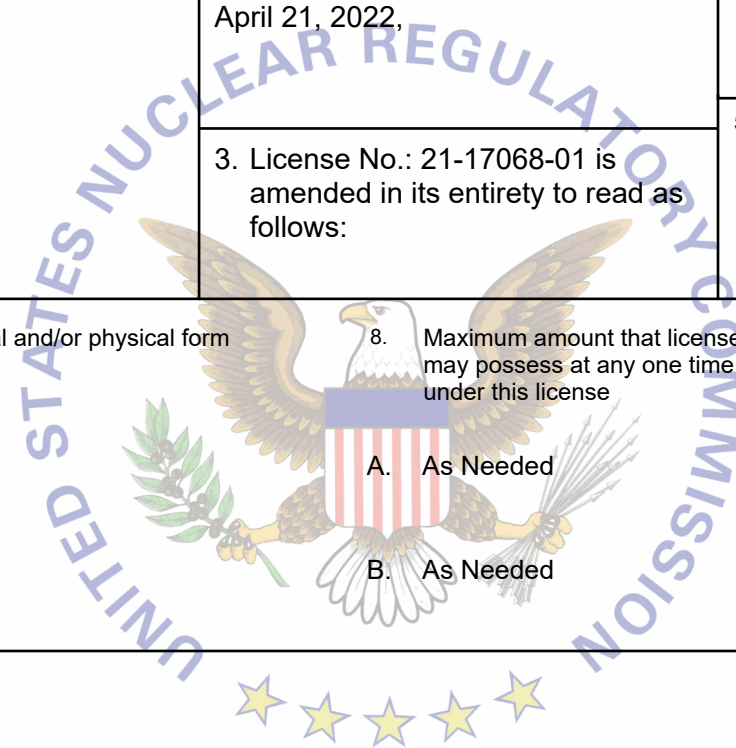 April 21, 2022,
3. License No.: 21-17068-01 is
amended in its entirety to read as
follows:
l and/or physical form
8. Maximum amount that license
may possess at any one time
under this license
A. As Needed
B. As Needed
UNITED STATES NUCLEAR REGULATORY COMMISSION